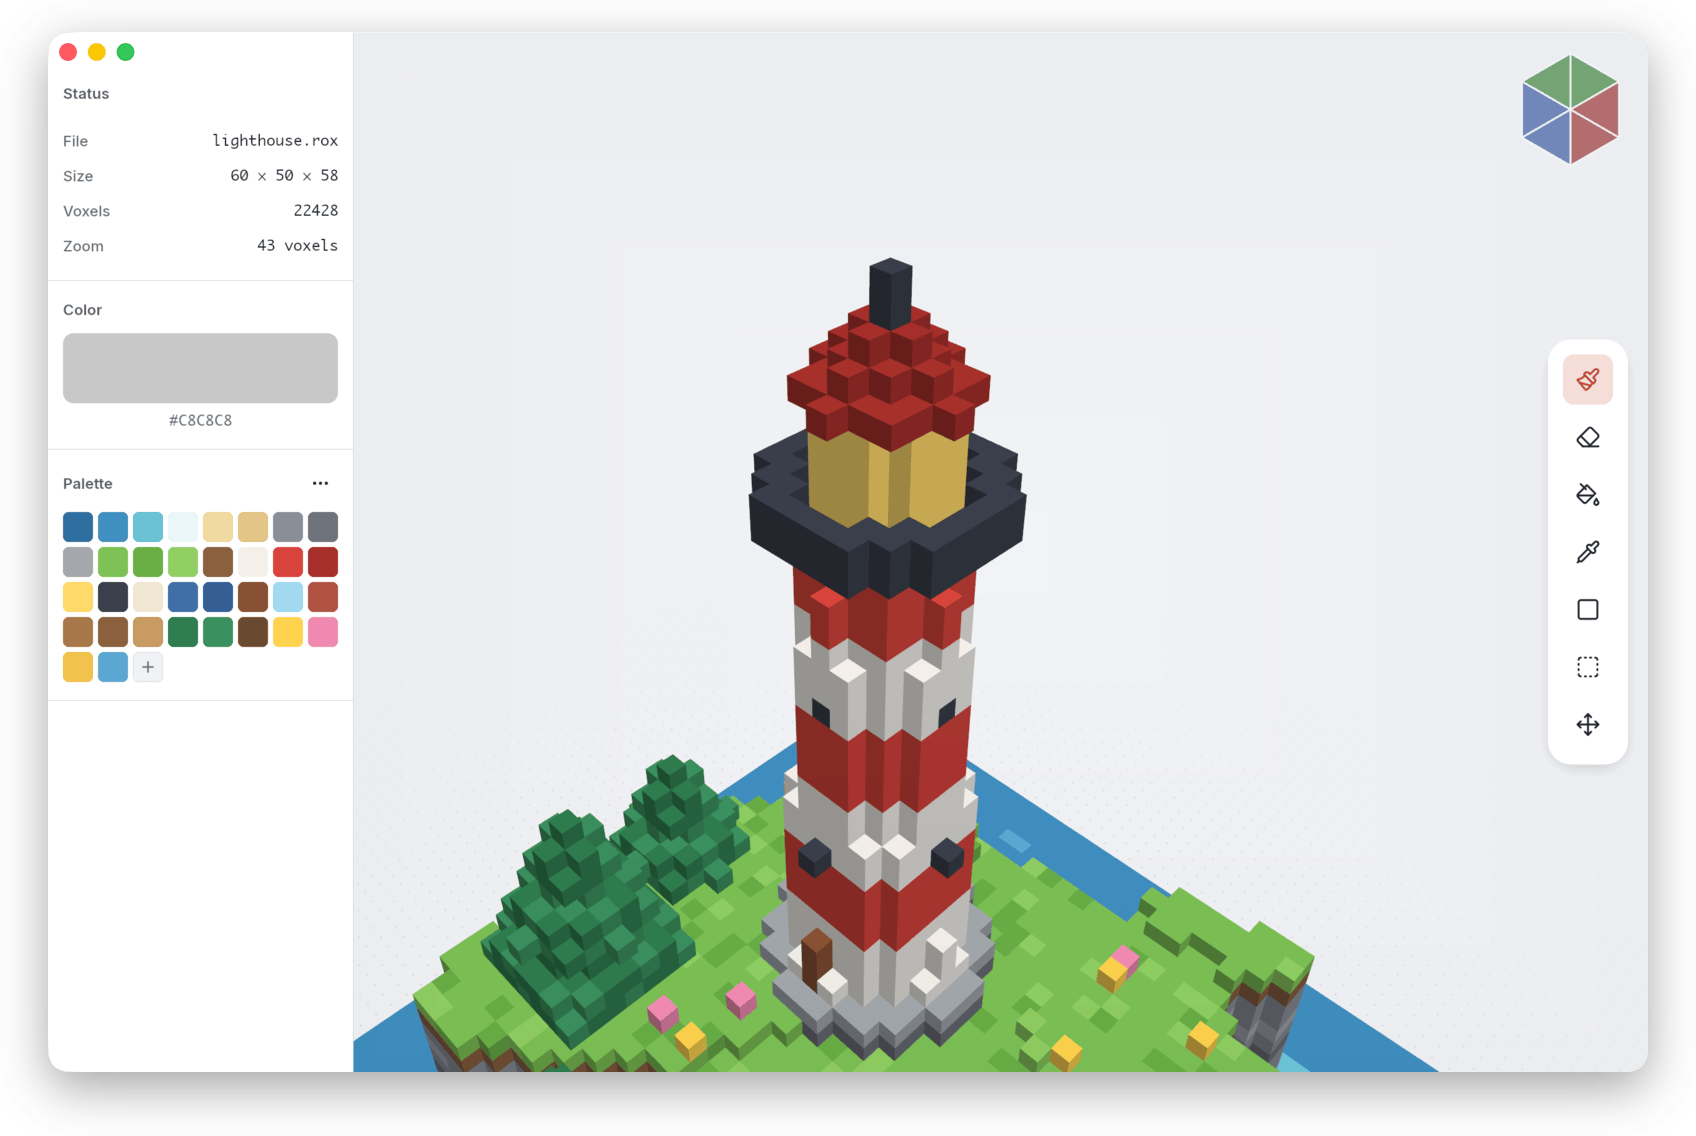 Status
File lighthouse.rox
Size 60 × 50 × 58
Voxels 22428
Zoom 43 voxels
Color
#C8C8C8
Palette